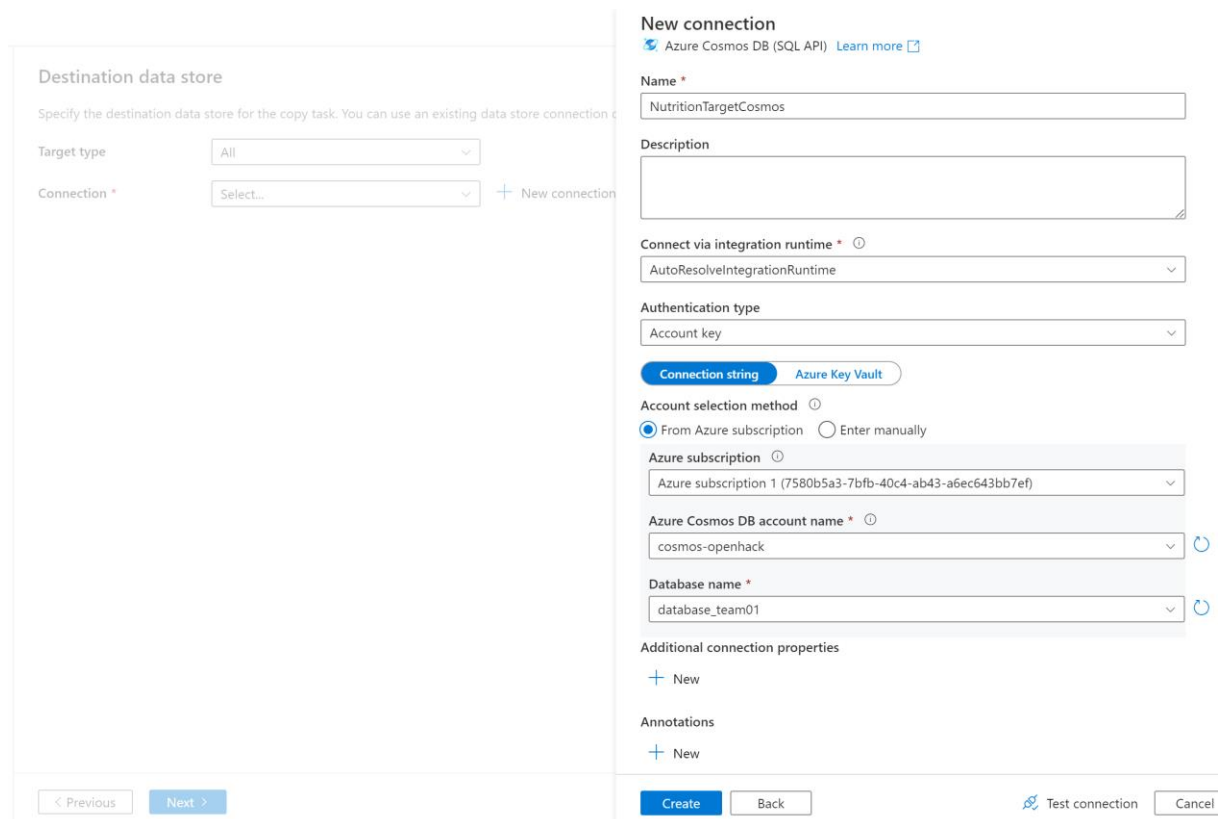 Destination data store
Specify the destination data store for the copy task. You can use an existing data store connection
Target type
All
Connection *
Select...
New connection
< Previous
Next >
New connection
Azure Cosmos DB (SQL API) Learn more
Name *
NutritionTargetCosmos
Description
Connect via integration runtime *
AutoResolveIntegrationRuntime
Authentication type
Account key
Connection string Azure Key Vault
Account selection method
From Azure subscription Enter manually
Azure subscription
Azure subscription 1 (7580b5a3-7bfb-40c4-ab43-a6ec643bb7ef)
Azure Cosmos DB account name *
cosmos-openhack
Database name *
database_team01
Additional connection properties
+ New
Annotations
+ New
Create Back Test connection Cancel